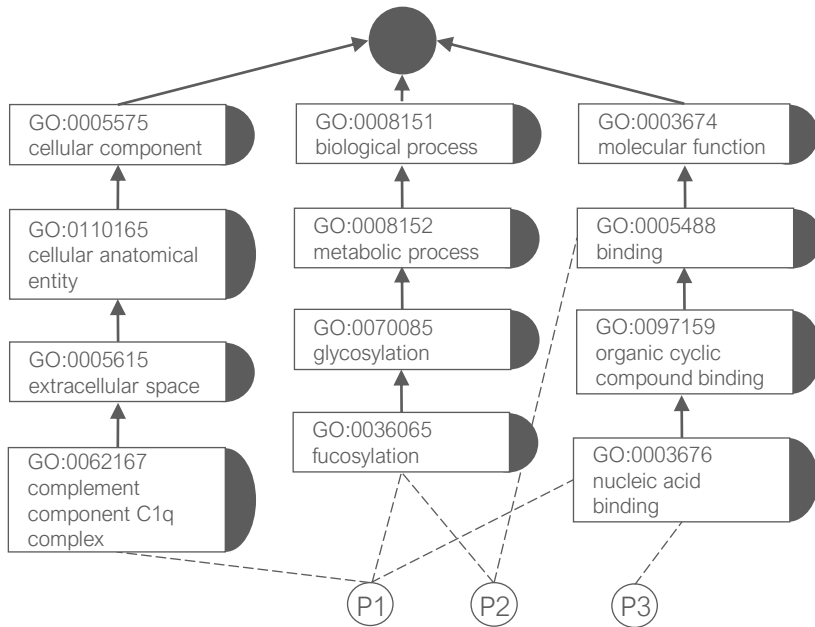 GO:0005575
cellular component
GO:0008151
biological process
GO:0003674
molecular function
GO:0110165
cellular anatomical
entity
GO:0008152
metabolic process
GO:0005488
binding
GO:0005615
extracellular space
GO:0070085
glycosylation
GO:0097159
organic cyclic
compound binding
GO:0062167
complement
component C1q
complex
GO:0036065
fucosylation
GO:0003676
nucleic acid
binding
P1
P2
P3